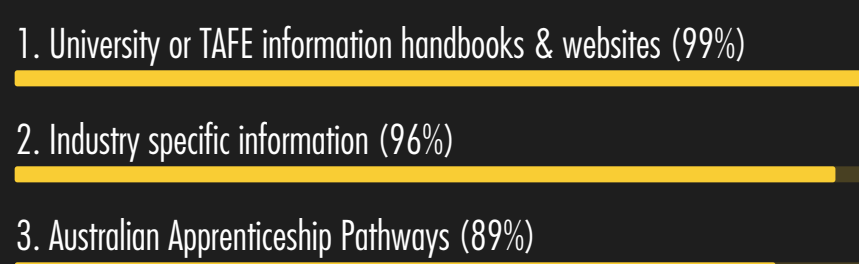 1. University or TAFE information handbooks & websites (99%)
2. Industry specific information (96%)
3. Australian Apprenticeship Pathways (89%)